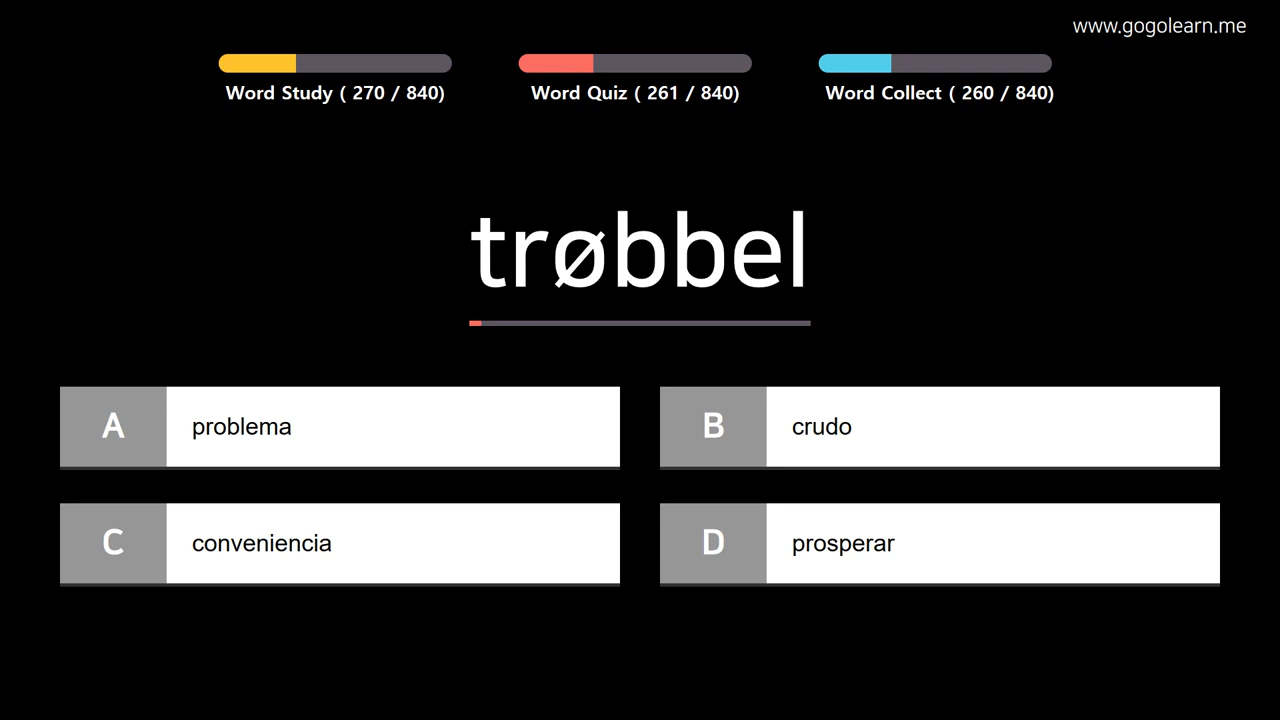 www.gogolearn.me
Word Study ( 270 / 840)
Word Quiz ( 261 / 840)
Word Collect ( 260 / 840)
trøbbel
A problema
B crudo
C conveniencia
D prosperar